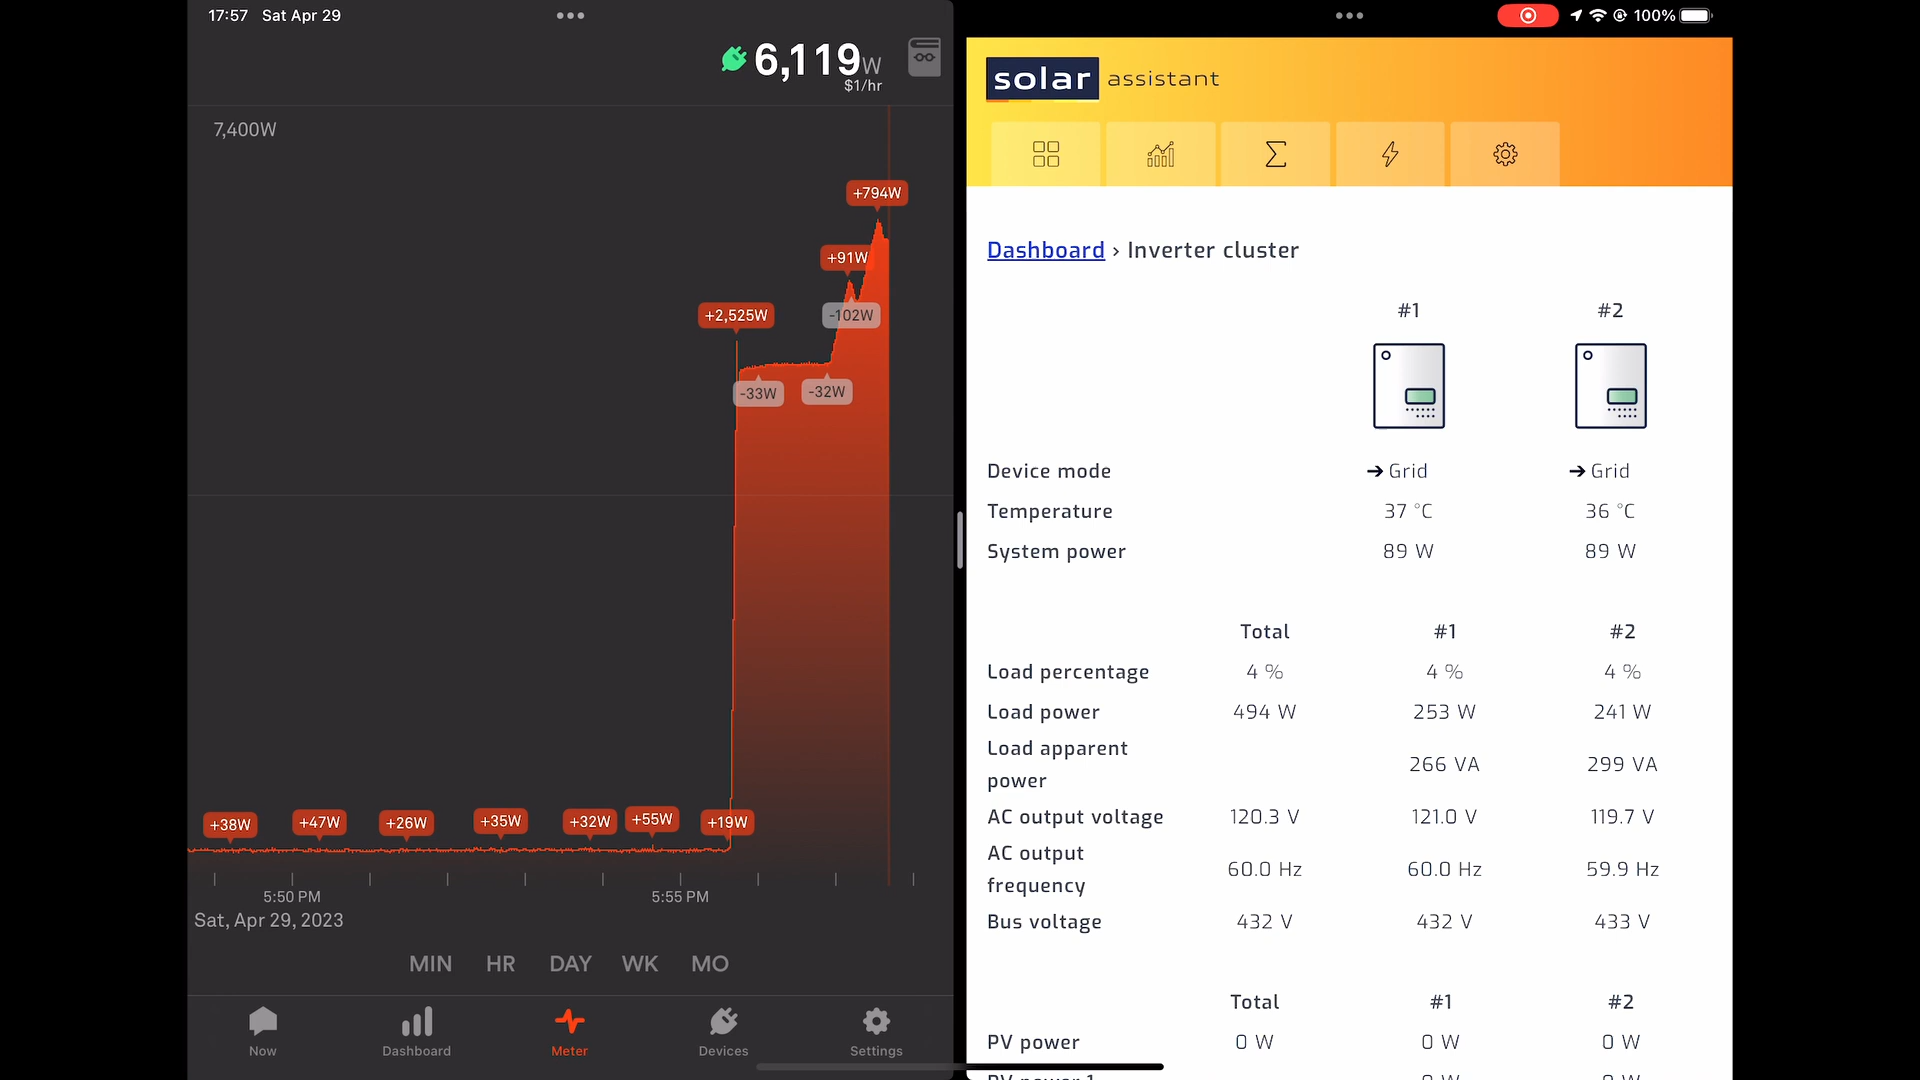 17:57 Sat Apr 29
6,119W
$1/hr
7,400W
+794W
+91W
-102W
+2,525W
-33W
-32W
+38W
+47W
+26W
+35W
+32W
+55W
+19W
5:50 PM
5:55 PM
Sat, Apr 29, 2023
MIN HR DAY WK MO
Now Dashboard Meter Devices Settings
100%
solar assistant
Dashboard › Inverter cluster
#1 #2
Device mode ➔ Grid ➔ Grid
Temperature 37 °C 36 °C
System power 89 W 89 W
Total #1 #2
Load percentage 4 % 4 % 4 %
Load power 494 W 253 W 241 W
Load apparent
power 266 VA 299 VA
AC output voltage 120.3 V 121.0 V 119.7 V
AC output
frequency 60.0 Hz 60.0 Hz 59.9 Hz
Bus voltage 432 V 432 V 433 V
Total #1 #2
PV power 0 W 0 W 0 W